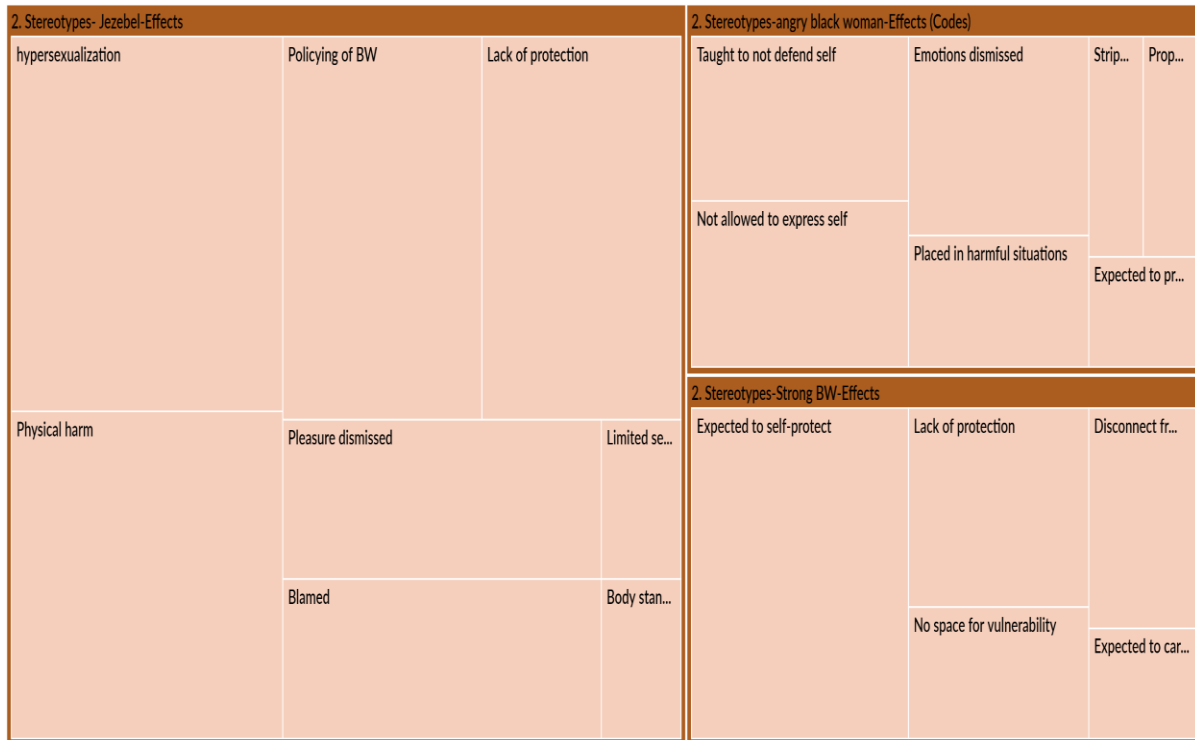 2. Stereotypes- Jezebel-Effects
hypersexualization
Policying of BW
Lack of protection
Physical harm
Pleasure dismissed
Limited se...
Blamed
Body stan...
2. Stereotypes-angry black woman-Effects (Codes)
Taught to not defend self
Emotions dismissed
Strip...
Prop...
Not allowed to express self
Placed in harmful situations
Expected to pr...
2. Stereotypes-Strong BW-Effects
Expected to self-protect
Lack of protection
Disconnect fr...
No space for vulnerability
Expected to car...